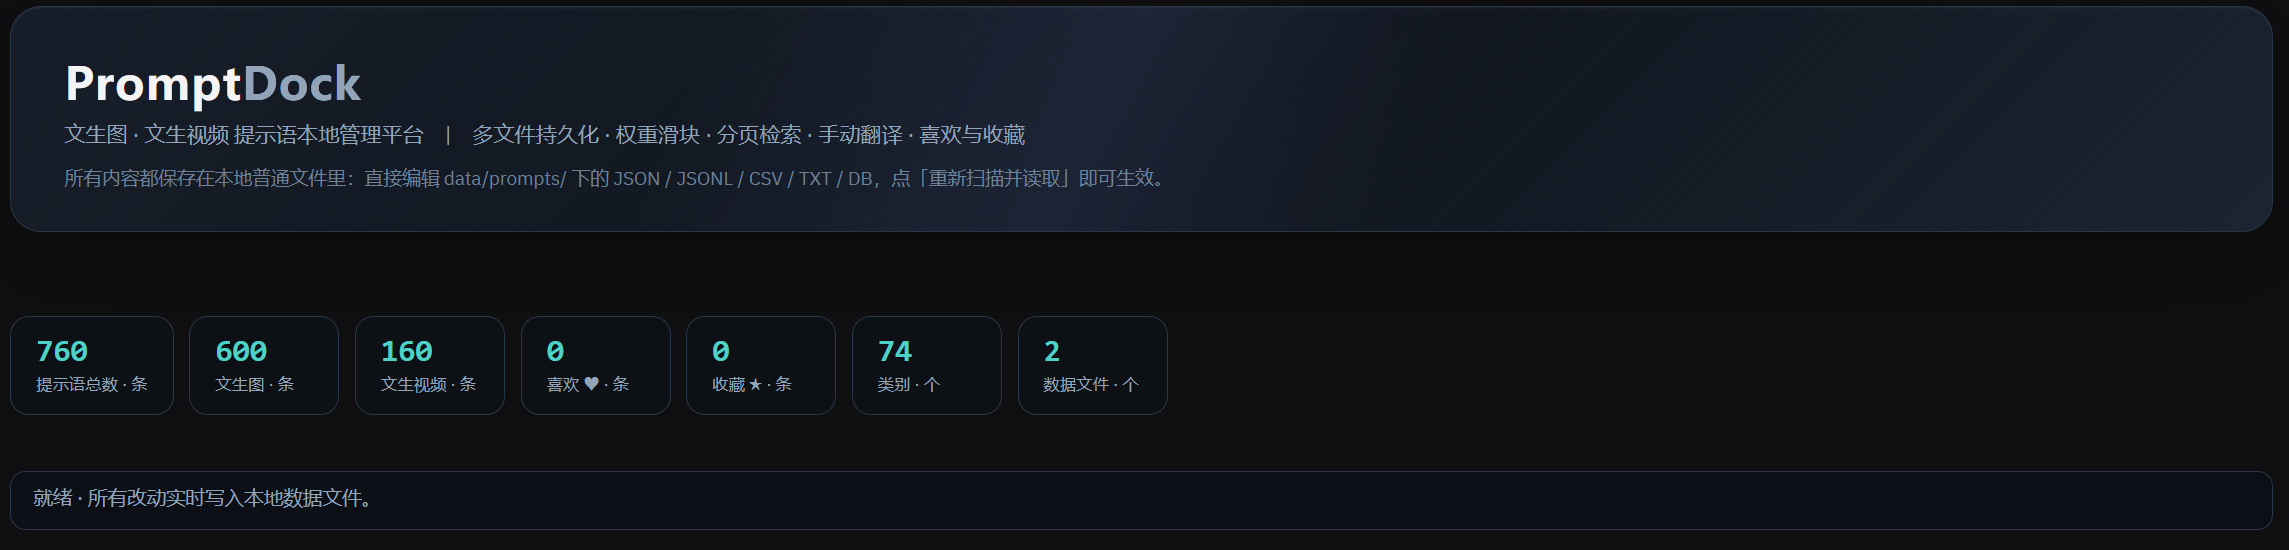 PromptDock
文生图 · 文生视频 提示语本地管理平台 | 多文件持久化 · 权重滑块 · 分页检索 · 手动翻译 · 喜欢与收藏
所有内容都保存在本地普通文件里：直接编辑 data/prompts/ 下的 JSON / JSONL / CSV / TXT / DB，点「重新扫描并读取」即可生效。
760
提示语总数 · 条
600
文生图 · 条
160
文生视频 · 条
0
喜欢 ♥ · 条
0
收藏 ★ · 条
74
类别 · 个
2
数据文件 · 个
就绪 · 所有改动实时写入本地数据文件。